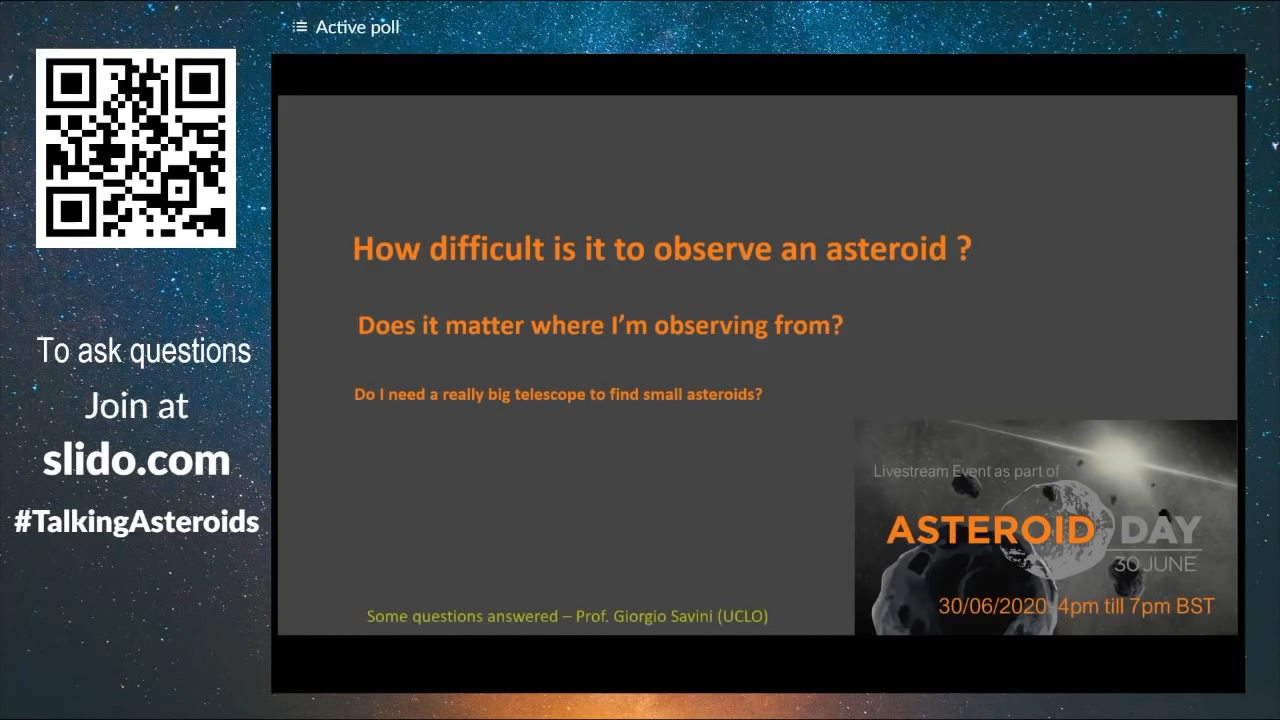 Active poll
To ask questions
Join at
slido.com
#TalkingAsteroids
How difficult is it to observe an asteroid ?
Does it matter where I’m observing from?
Do I need a really big telescope to find small asteroids?
Livestream Event as part of
ASTEROID DAY
30 JUNE
30/06/2020 4pm till 7pm BST
Some questions answered – Prof. Giorgio Savini (UCLO)